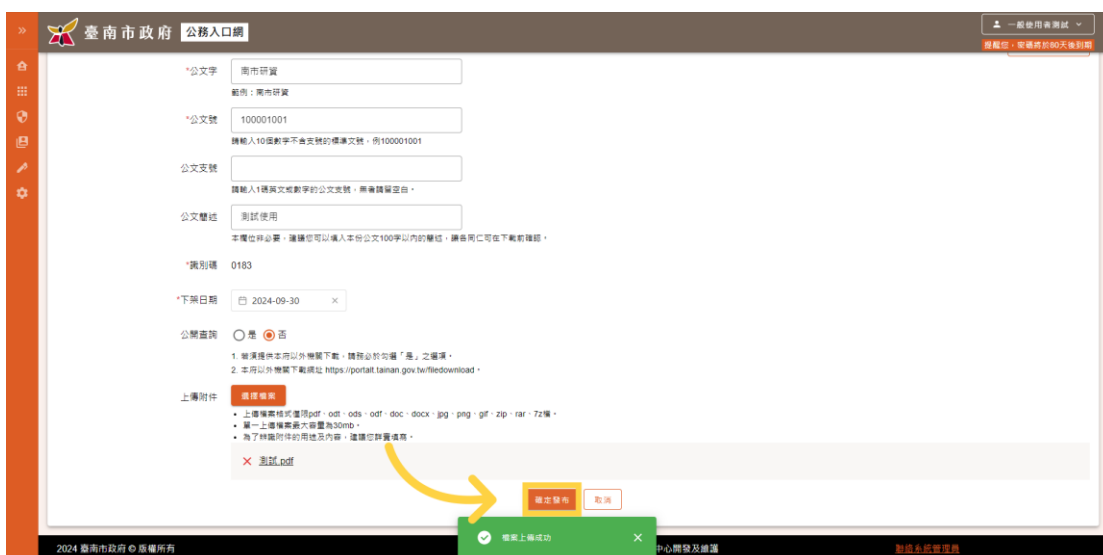 臺南市政府 公務入口網
一般使用者測試
提醒您，密碼將於80天後到期
*公文字 南市研資
範例：南市研資
*公文號 100001001
請輸入10個數字不含支號的標準文號，例100001001
公文支號
請輸入1碼英文或數字的公文支號，無者請留空白。
公文簡述 測試使用
本欄位非必要，建議您可以填入本份公文100字以內的簡述，讓各同仁可在下載前確認。
*識別碼 0183
*下架日期 2024-09-30
公開查詢 是 否
1. 若須提供本府以外機關下載，請務必於勾選「是」之選項。
2. 本府以外機關下載網址 https://portalt.tainan.gov.tw/filedownload。
上傳附件 選擇檔案
上傳檔案格式僅限pdf、odt、ods、odf、doc、docx、jpg、png、gif、zip、rar、7z檔。
單一上傳檔案最大容量為30mb。
為了辨識附件的用途及內容，建議您詳實填寫。
測試.pdf
確定發布 取消
檔案上傳成功
2024 臺南市政府 © 版權所有 中心開發及維護 聯絡系統管理員